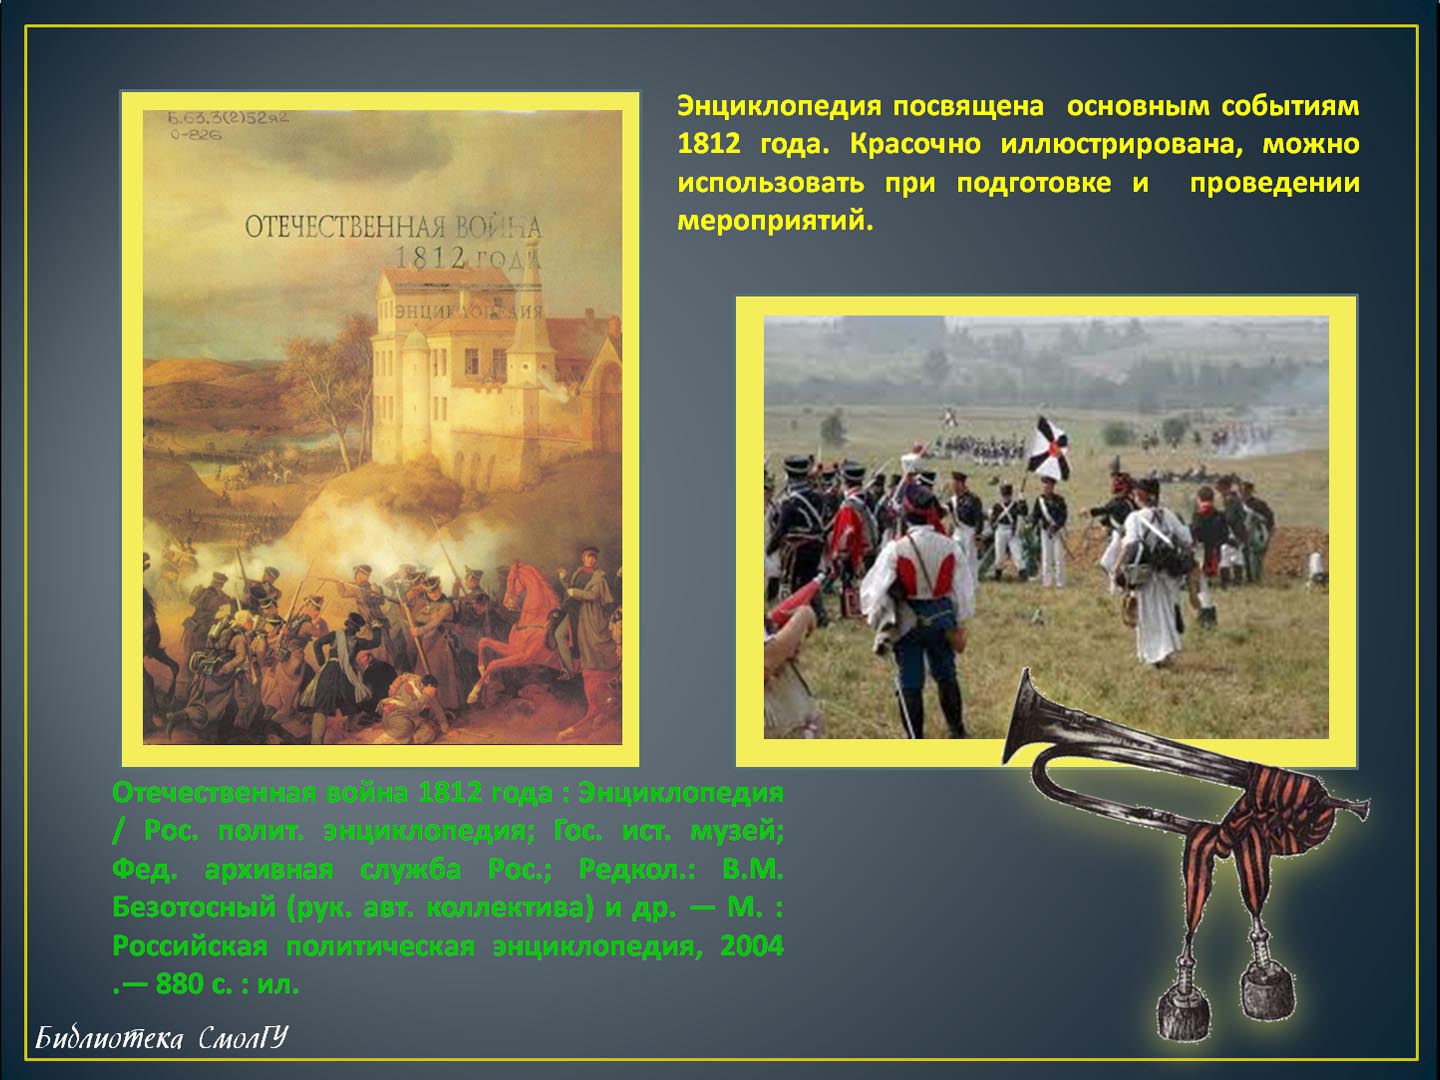 Б.63.3(2)52я2
О-826
ОТЕЧЕСТВЕННАЯ ВОЙНА
1812 ГОДА
ЭНЦИКЛОПЕДИЯ
Энциклопедия посвящена основным событиям
1812 года. Красочно иллюстрирована, можно
использовать при подготовке и проведении
мероприятий.
Отечественная война 1812 года : Энциклопедия
/ Рос. полит. энциклопедия; Гос. ист. музей;
Фед. архивная служба Рос.; Редкол.: В.М.
Безотосный (рук. авт. коллектива) и др. — М. :
Российская политическая энциклопедия, 2004
.— 880 с. : ил.
Библиотека СмолГУ